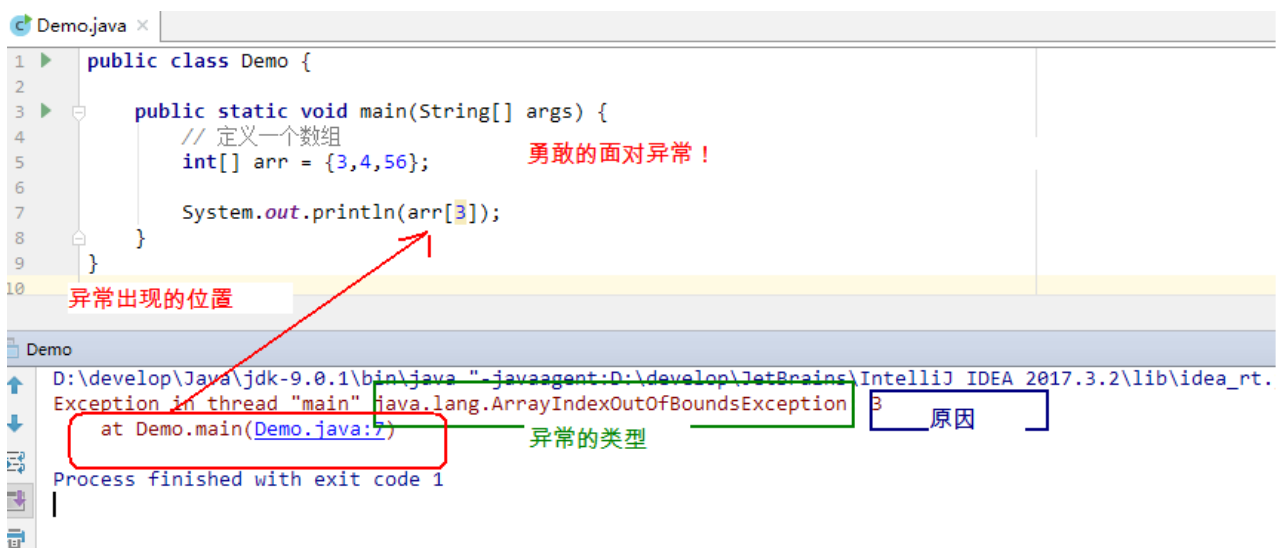 Demo.java
1 public class Demo {
2
3 public static void main(String[] args) {
4 // 定义一个数组
5 int[] arr = {3,4,56};
勇敢的面对异常！
6
7 System.out.println(arr[3]);
8 }
9 }
10
异常出现的位置
Demo
D:\develop\Java\jdk-9.0.1\bin\java "-javaagent:D:\develop\JetBrains\IntelliJ IDEA 2017.3.2\lib\idea_rt.
Exception in thread "main" java.lang.ArrayIndexOutOfBoundsException 3
原因
at Demo.main(Demo.java:7)
异常的类型
Process finished with exit code 1